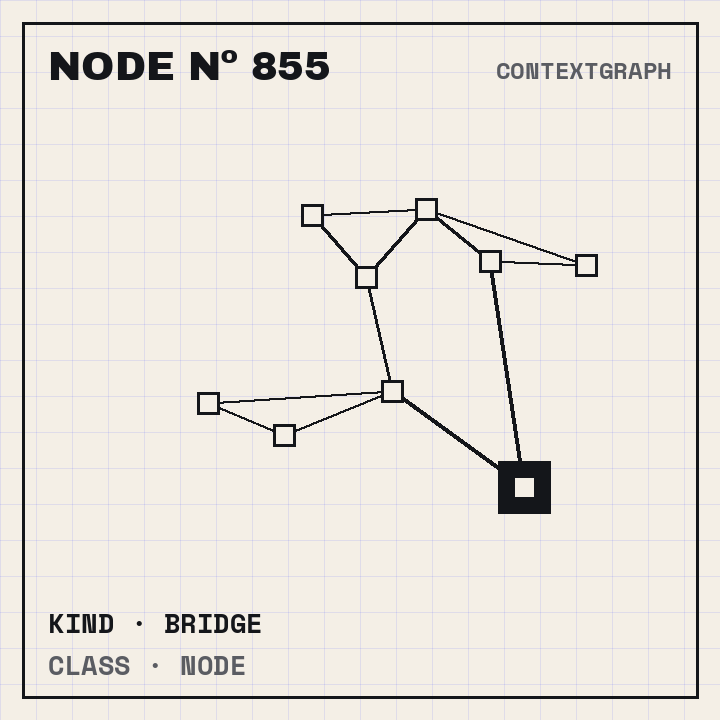 NODE Nº 855
CONTEXTGRAPH
KIND · BRIDGE
CLASS · NODE